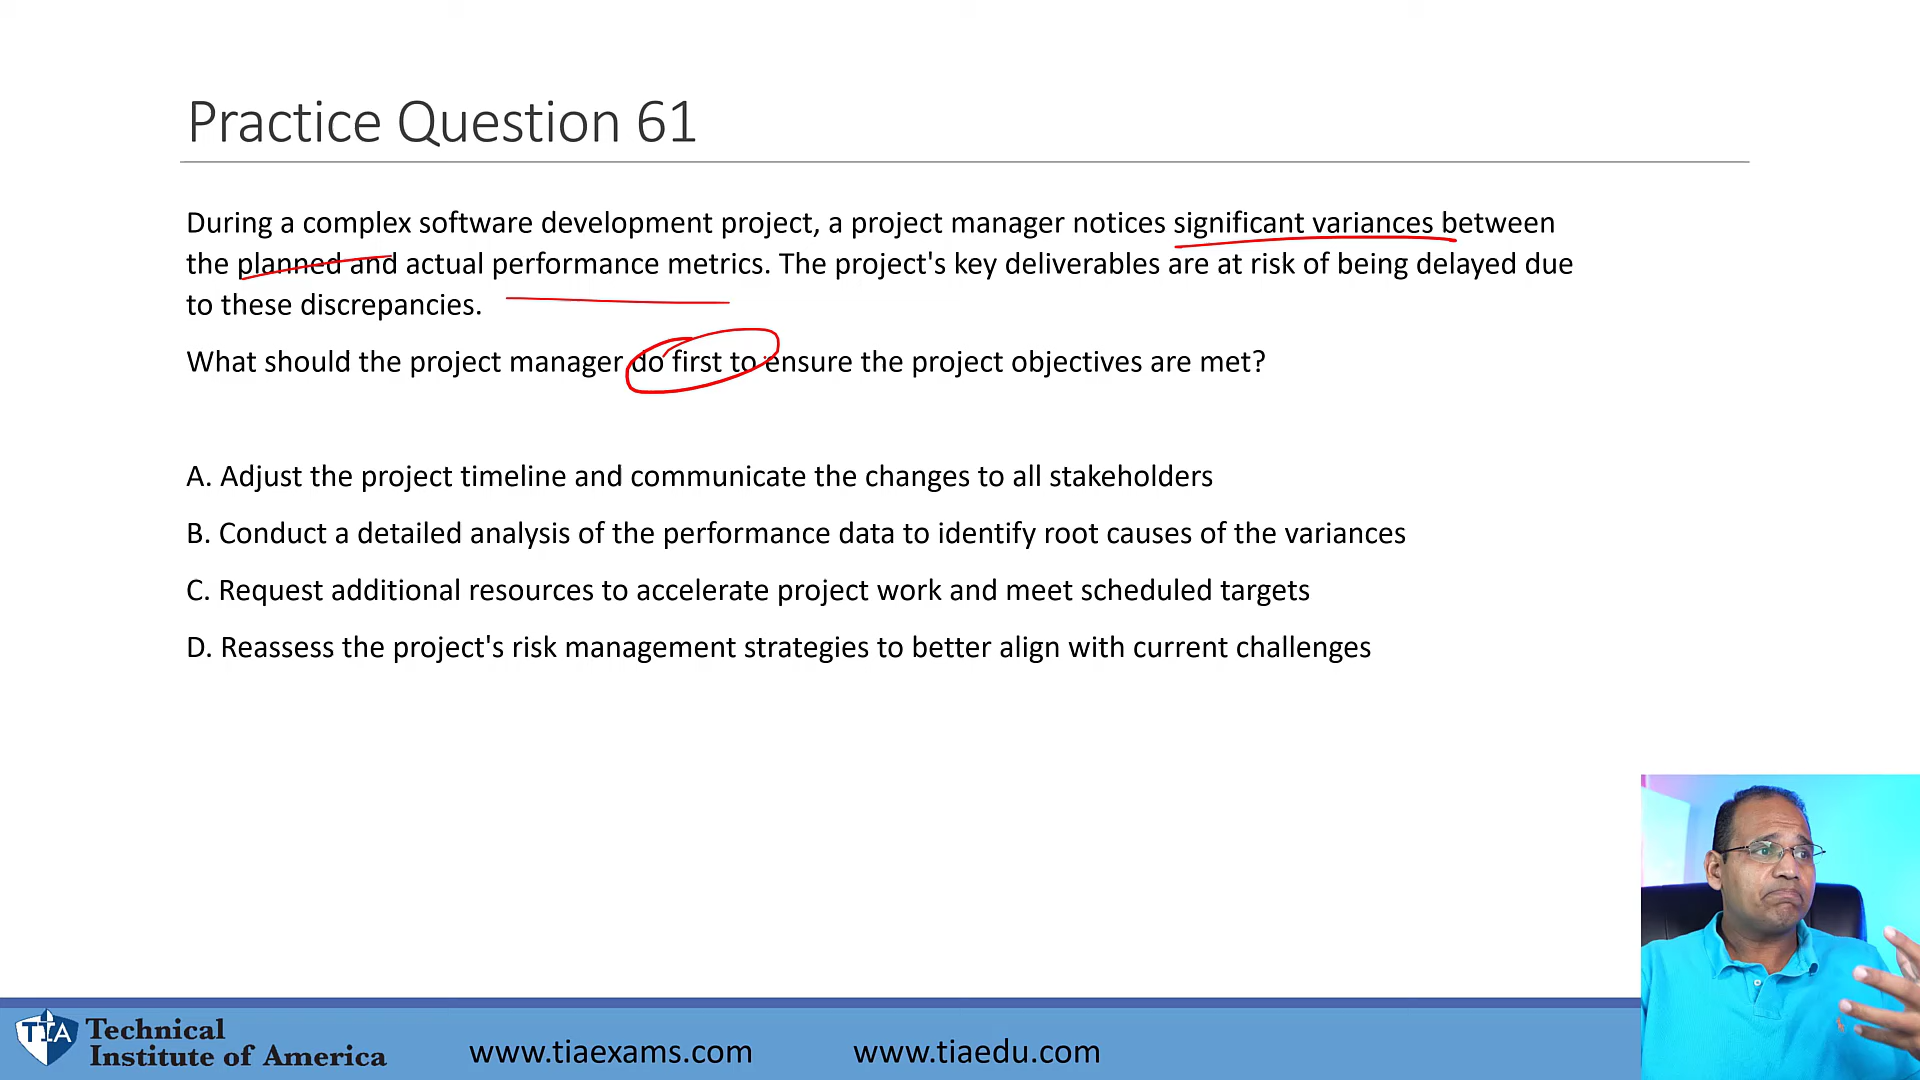 Practice Question 61
During a complex software development project, a project manager notices significant variances between
the planned and actual performance metrics. The project's key deliverables are at risk of being delayed due
to these discrepancies.
What should the project manager do first to ensure the project objectives are met?
A. Adjust the project timeline and communicate the changes to all stakeholders
B. Conduct a detailed analysis of the performance data to identify root causes of the variances
C. Request additional resources to accelerate project work and meet scheduled targets
D. Reassess the project's risk management strategies to better align with current challenges
TIA
Technical
Institute of America
www.tiaexams.com
www.tiaedu.com